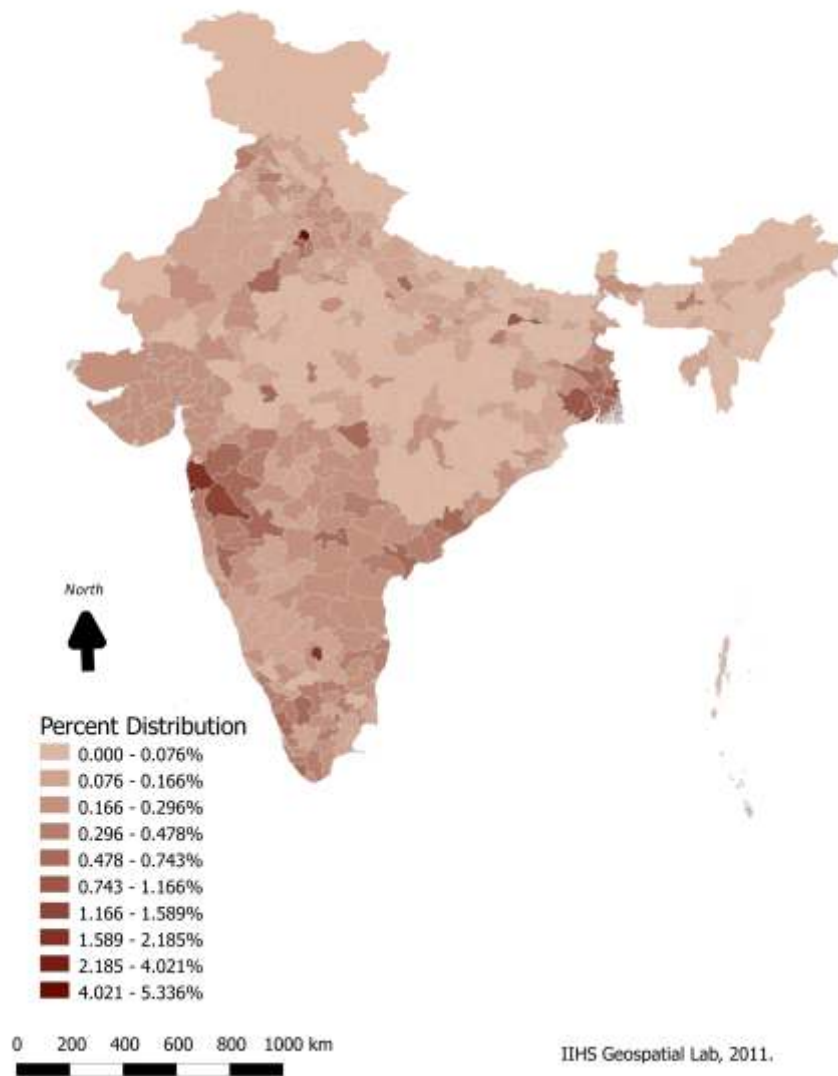 North
Percent Distribution
0.000 - 0.076%
0.076 - 0.166%
0.166 - 0.296%
0.296 - 0.478%
0.478 - 0.743%
0.743 - 1.166%
1.166 - 1.589%
1.589 - 2.185%
2.185 - 4.021%
4.021 - 5.336%
0 200 400 600 800 1000 km
IIHS Geospatial Lab, 2011.